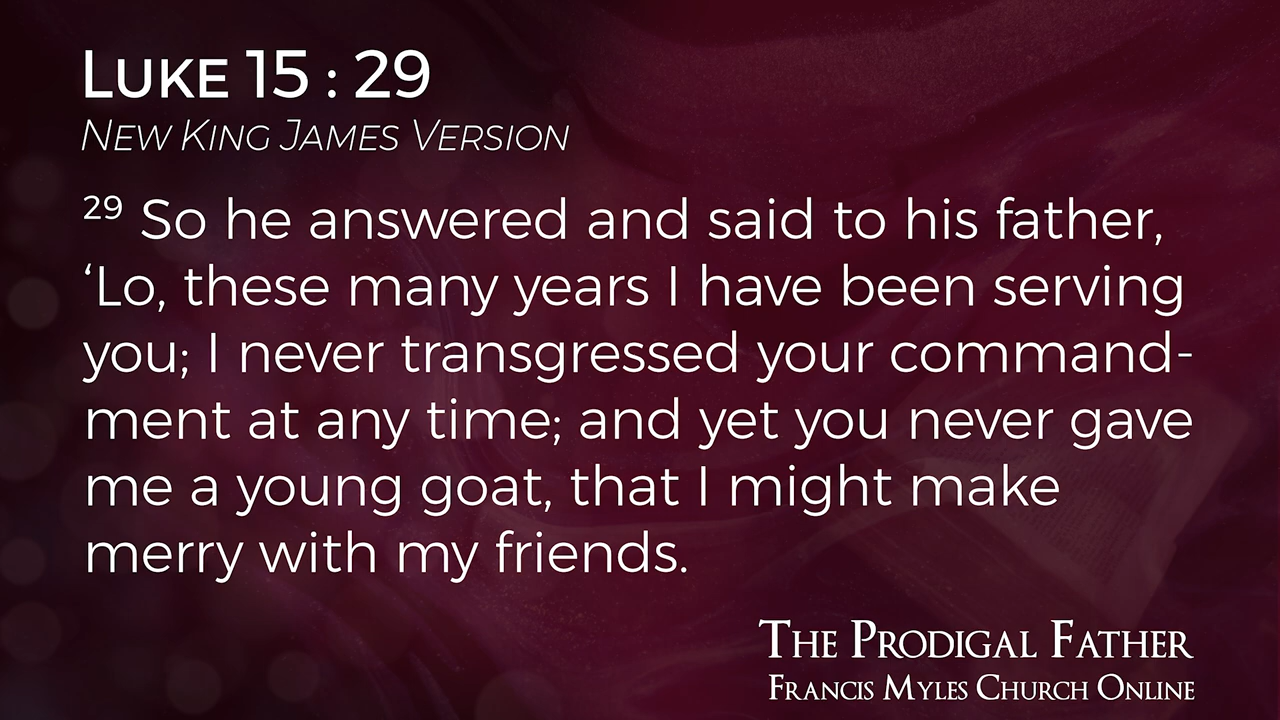 Luke 15 : 29
New King James Version
29 So he answered and said to his father,
‘Lo, these many years I have been serving
you; I never transgressed your command-
ment at any time; and yet you never gave
me a young goat, that I might make
merry with my friends.
The Prodigal Father
Francis Myles Church Online